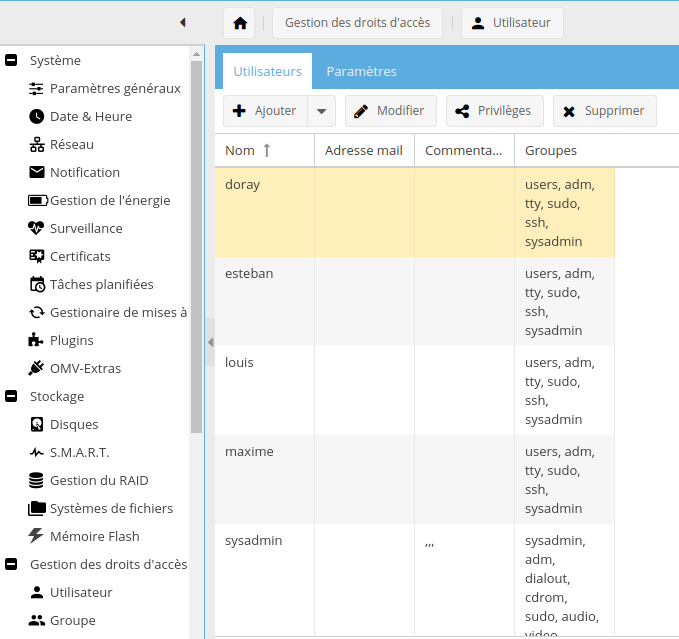 Gestion des droits d'accès
Utilisateur
Système
Paramètres généraux
Date & Heure
Réseau
Notification
Gestion de l'énergie
Surveillance
Certificats
Tâches planifiées
Gestionaire de mises à
Plugins
OMV-Extras
Stockage
Disques
S.M.A.R.T.
Gestion du RAID
Systèmes de fichiers
Mémoire Flash
Gestion des droits d'accès
Utilisateur
Groupe
Utilisateurs
Paramètres
Ajouter
Modifier
Privilèges
Supprimer
Nom
Adresse mail
Commenta...
Groupes
doray
users, adm,
tty, sudo,
ssh,
sysadmin
esteban
users, adm,
tty, sudo,
ssh,
sysadmin
louis
users, adm,
tty, sudo,
ssh,
sysadmin
maxime
users, adm,
tty, sudo,
ssh,
sysadmin
sysadmin
,,,
sysadmin,
adm,
dialout,
cdrom,
sudo, audio,
video